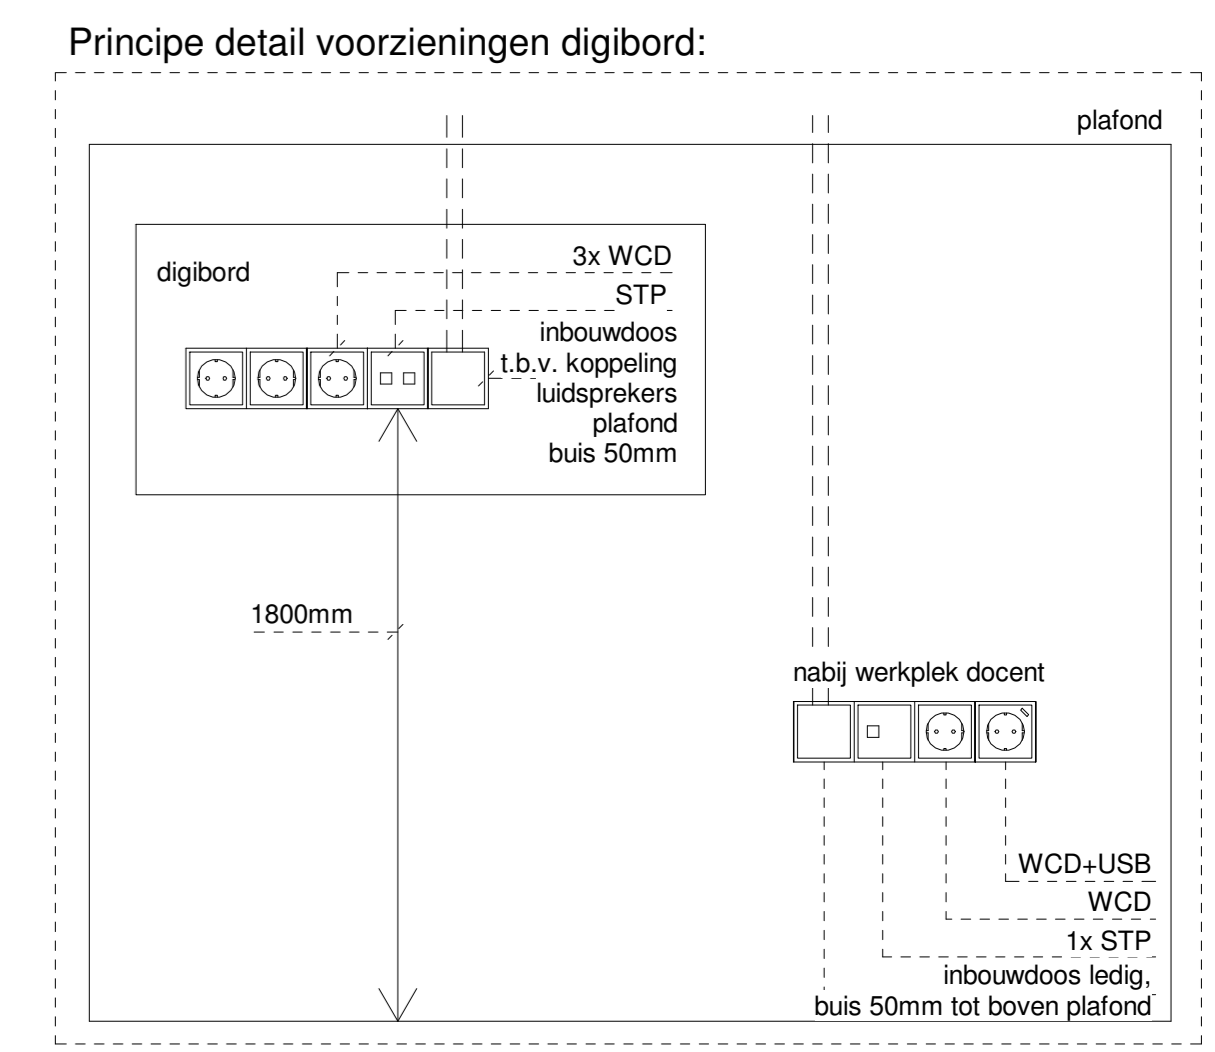 Principe detail voorzieningen digibord:
plafond
digibord
3x WCD
STP
inbouwdoos
t.b.v. koppeling
luidsprekers
plafond
buis 50mm
1800mm
nabij werkplek docent
WCD+USB
WCD
1x STP
inbouwdoos ledig,
buis 50mm tot boven plafond